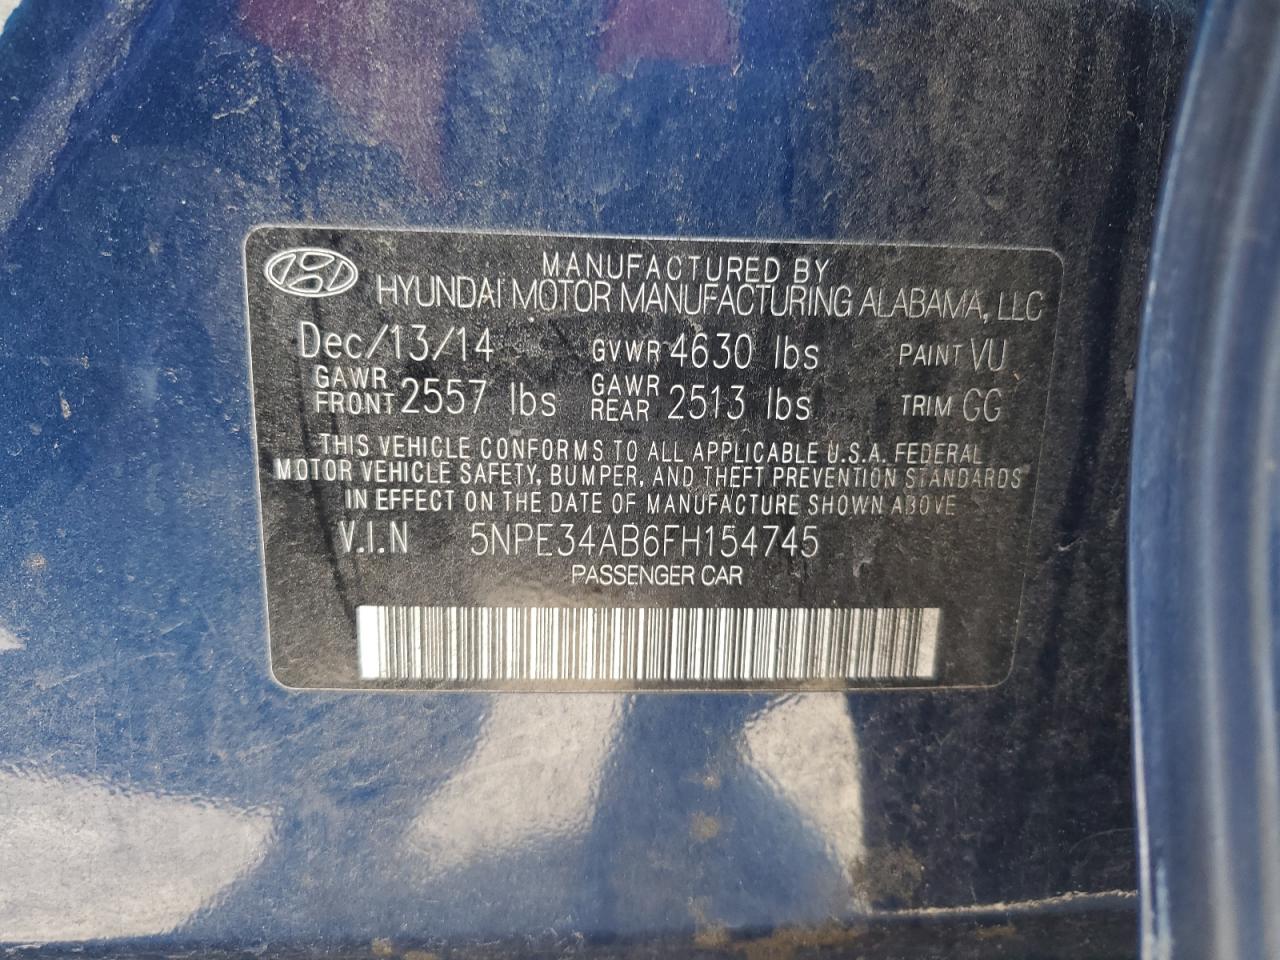 MANUFACTURED BY
HYUNDAI MOTOR MANUFACTURING ALABAMA, LLC
Dec/13/14 GVWR 4630 lbs PAINT VU
GAWR FRONT 2557 lbs GAWR REAR 2513 lbs TRIM GG
THIS VEHICLE CONFORMS TO ALL APPLICABLE U.S.A. FEDERAL
MOTOR VEHICLE SAFETY, BUMPER, AND THEFT PREVENTION STANDARDS
IN EFFECT ON THE DATE OF MANUFACTURE SHOWN ABOVE
V.I.N 5NPE34AB6FH154745
PASSENGER CAR